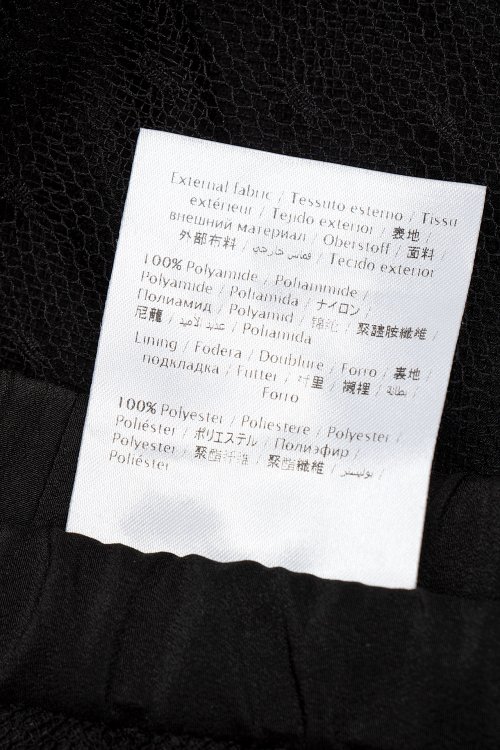 External fabric / Tessuto esterno / Tissu
extérieur / Tejido exterior / 表地 /
внешний материал / Oberstoff / 面料 /
外部布料 / قماس خارجي / Tecido exterior
100% Polyamide / Poliammide /
Polyamide / Poliamida / ナイロン /
Полиамид / Polyamid / 锦纶 / 聚醯胺纖維 /
尼龍 / / Poliamida
Lining / Fodera / Doublure / Forro / 裏地 /
подкладка / Futter / 衬里 / 襯裡 / بطانة /
Forro
100% Polyester / Poliestere / Polyester /
Poliéster / ポリエステル / Полиэфир /
Polyester / 聚酯纤维 / 聚酯纖維 / بوليستر /
Poliéster